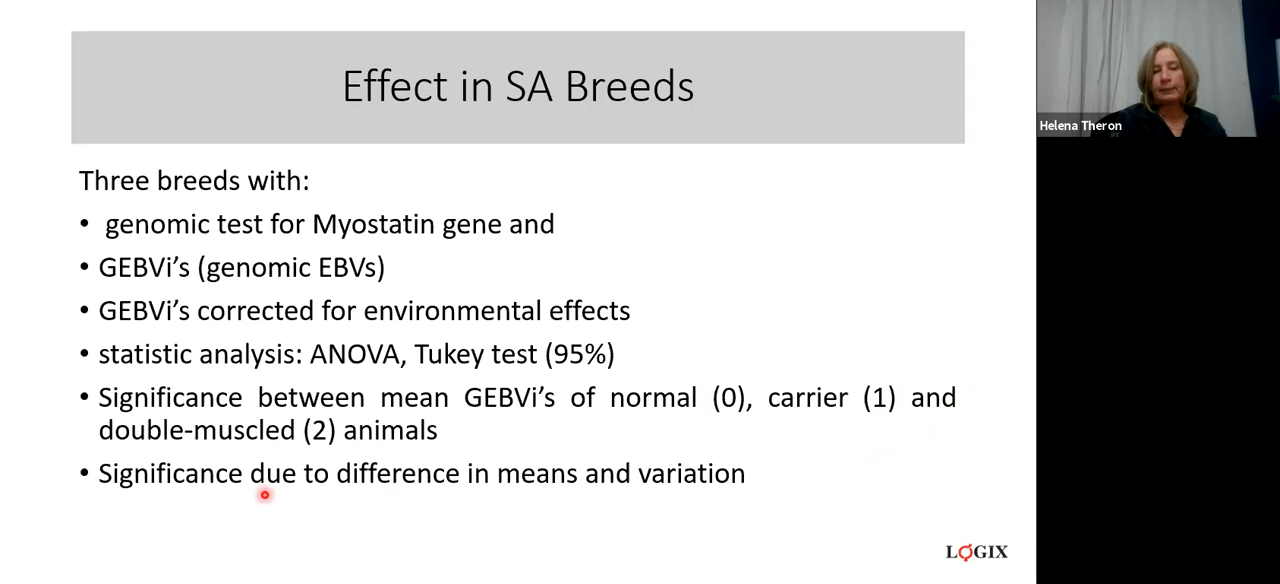 Effect in SA Breeds
Three breeds with:
• genomic test for Myostatin gene and
• GEBVi's (genomic EBVs)
• GEBVi's corrected for environmental effects
• statistic analysis: ANOVA, Tukey test (95%)
• Significance between mean GEBVi's of normal (0), carrier (1) and
double-muscled (2) animals
• Significance due to difference in means and variation
LOGIX
Helena Theron